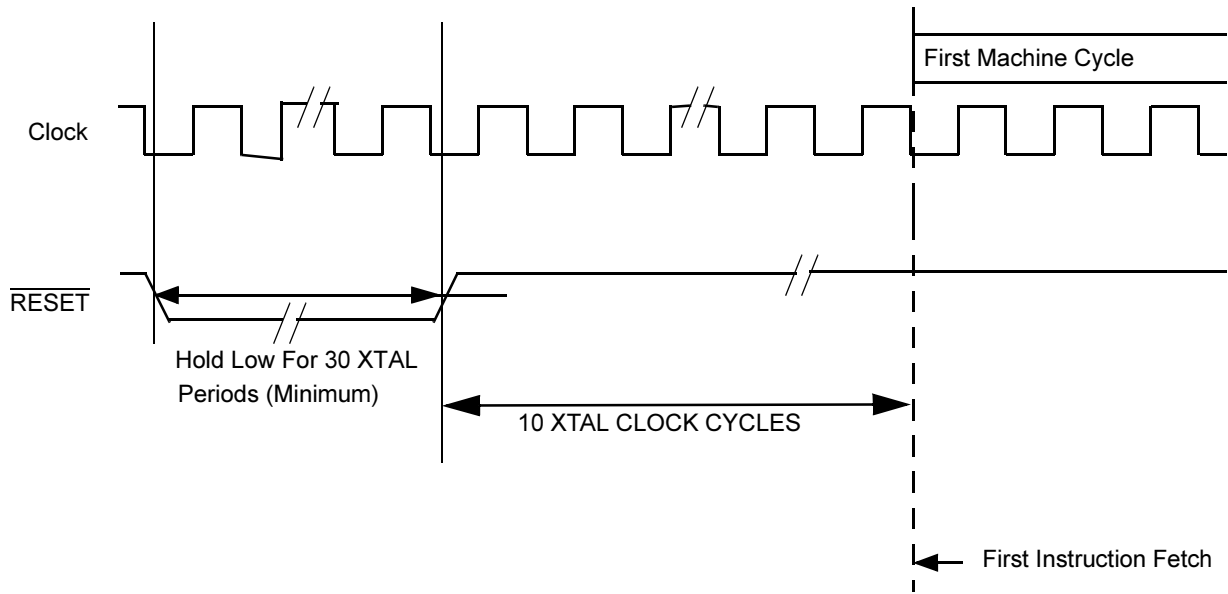 First Machine Cycle
Clock
RESET
Hold Low For 30 XTAL
Periods (Minimum)
10 XTAL CLOCK CYCLES
First Instruction Fetch